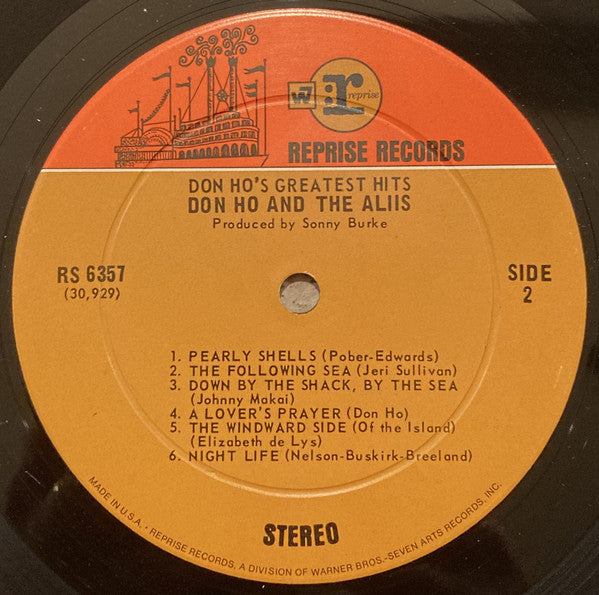 W7 r: reprise
REPRISE RECORDS
DON HO'S GREATEST HITS
DON HO AND THE ALIIS
Produced by Sonny Burke
RS 6357
(30,929)
SIDE
2
1. PEARLY SHELLS (Pober-Edwards)
2. THE FOLLOWING SEA (Jeri Sullivan)
3. DOWN BY THE SHACK, BY THE SEA
(Johnny Makai)
4. A LOVER'S PRAYER (Don Ho)
5. THE WINDWARD SIDE (Of the Island)
(Elizabeth de Lys)
6. NIGHT LIFE (Nelson-Buskirk-Breeland)
STEREO
MADE IN U.S.A. • REPRISE RECORDS, A DIVISION OF WARNER BROS.-SEVEN ARTS RECORDS, INC.